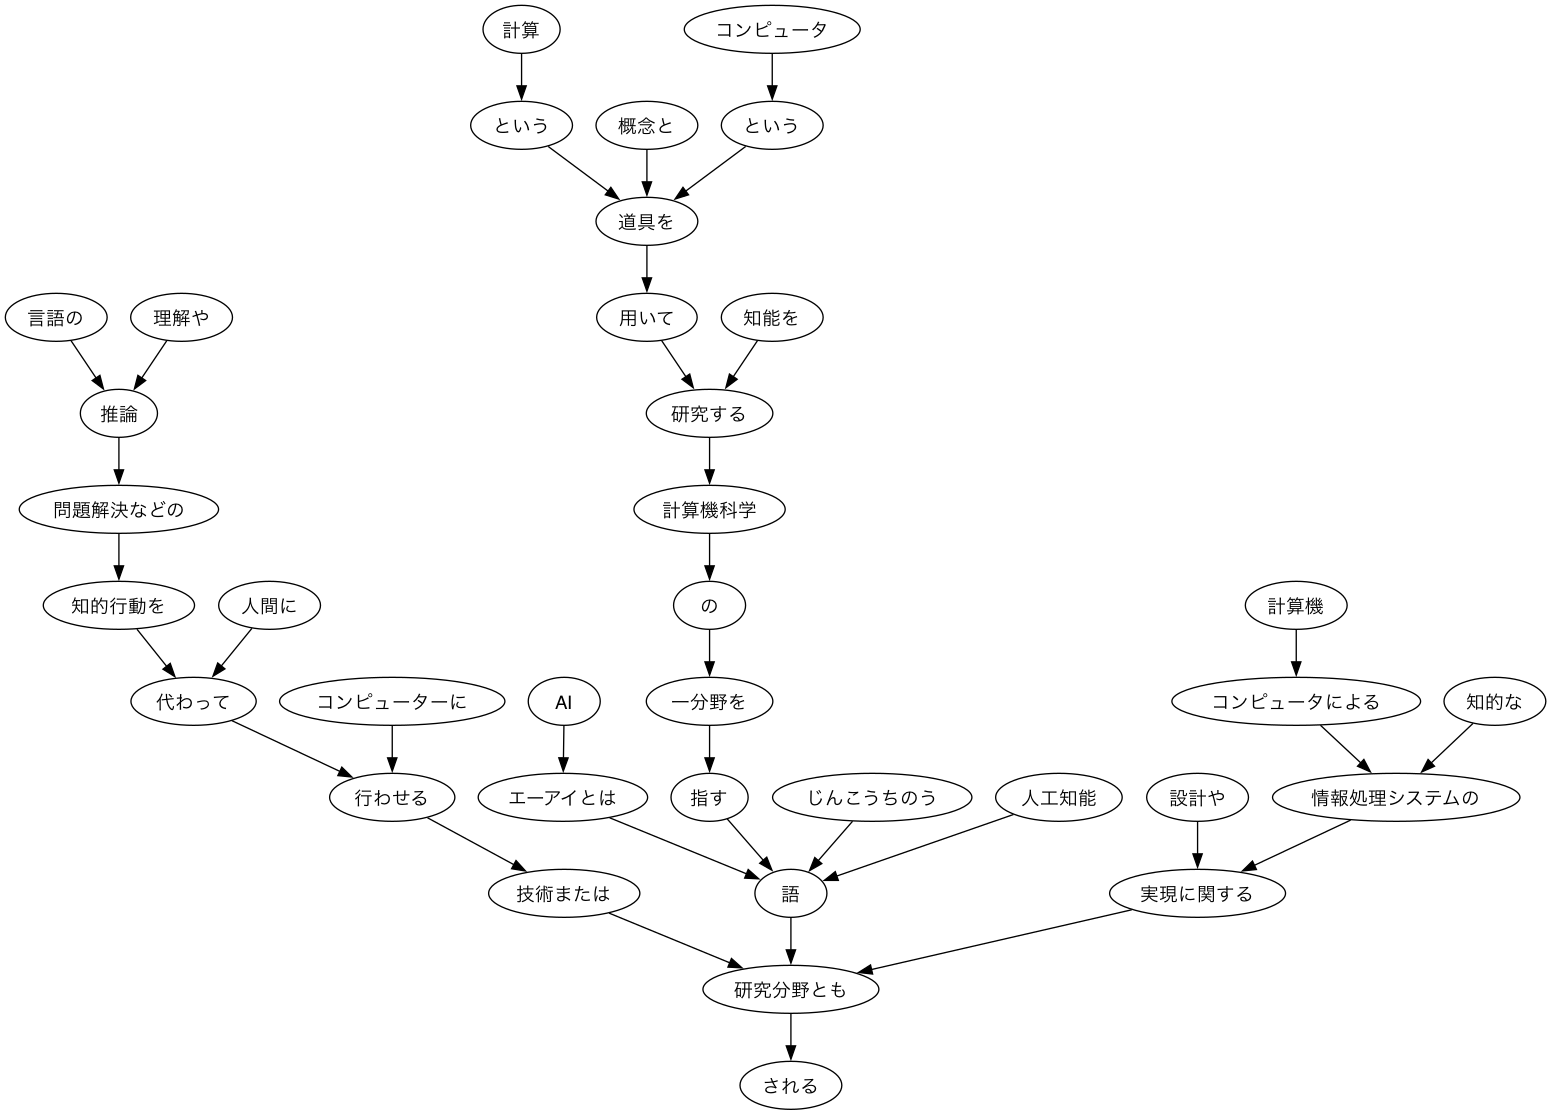 計算
コンピュータ
という
概念と
という
道具を
言語の
理解や
用いて
知能を
推論
研究する
問題解決などの
計算機科学
知的行動を
人間に
の
計算機
代わって
コンピューターに
AI
一分野を
コンピュータによる
知的な
行わせる
エーアイとは
指す
じんこうちのう
人工知能
設計や
情報処理システムの
技術または
語
実現に関する
研究分野とも
される